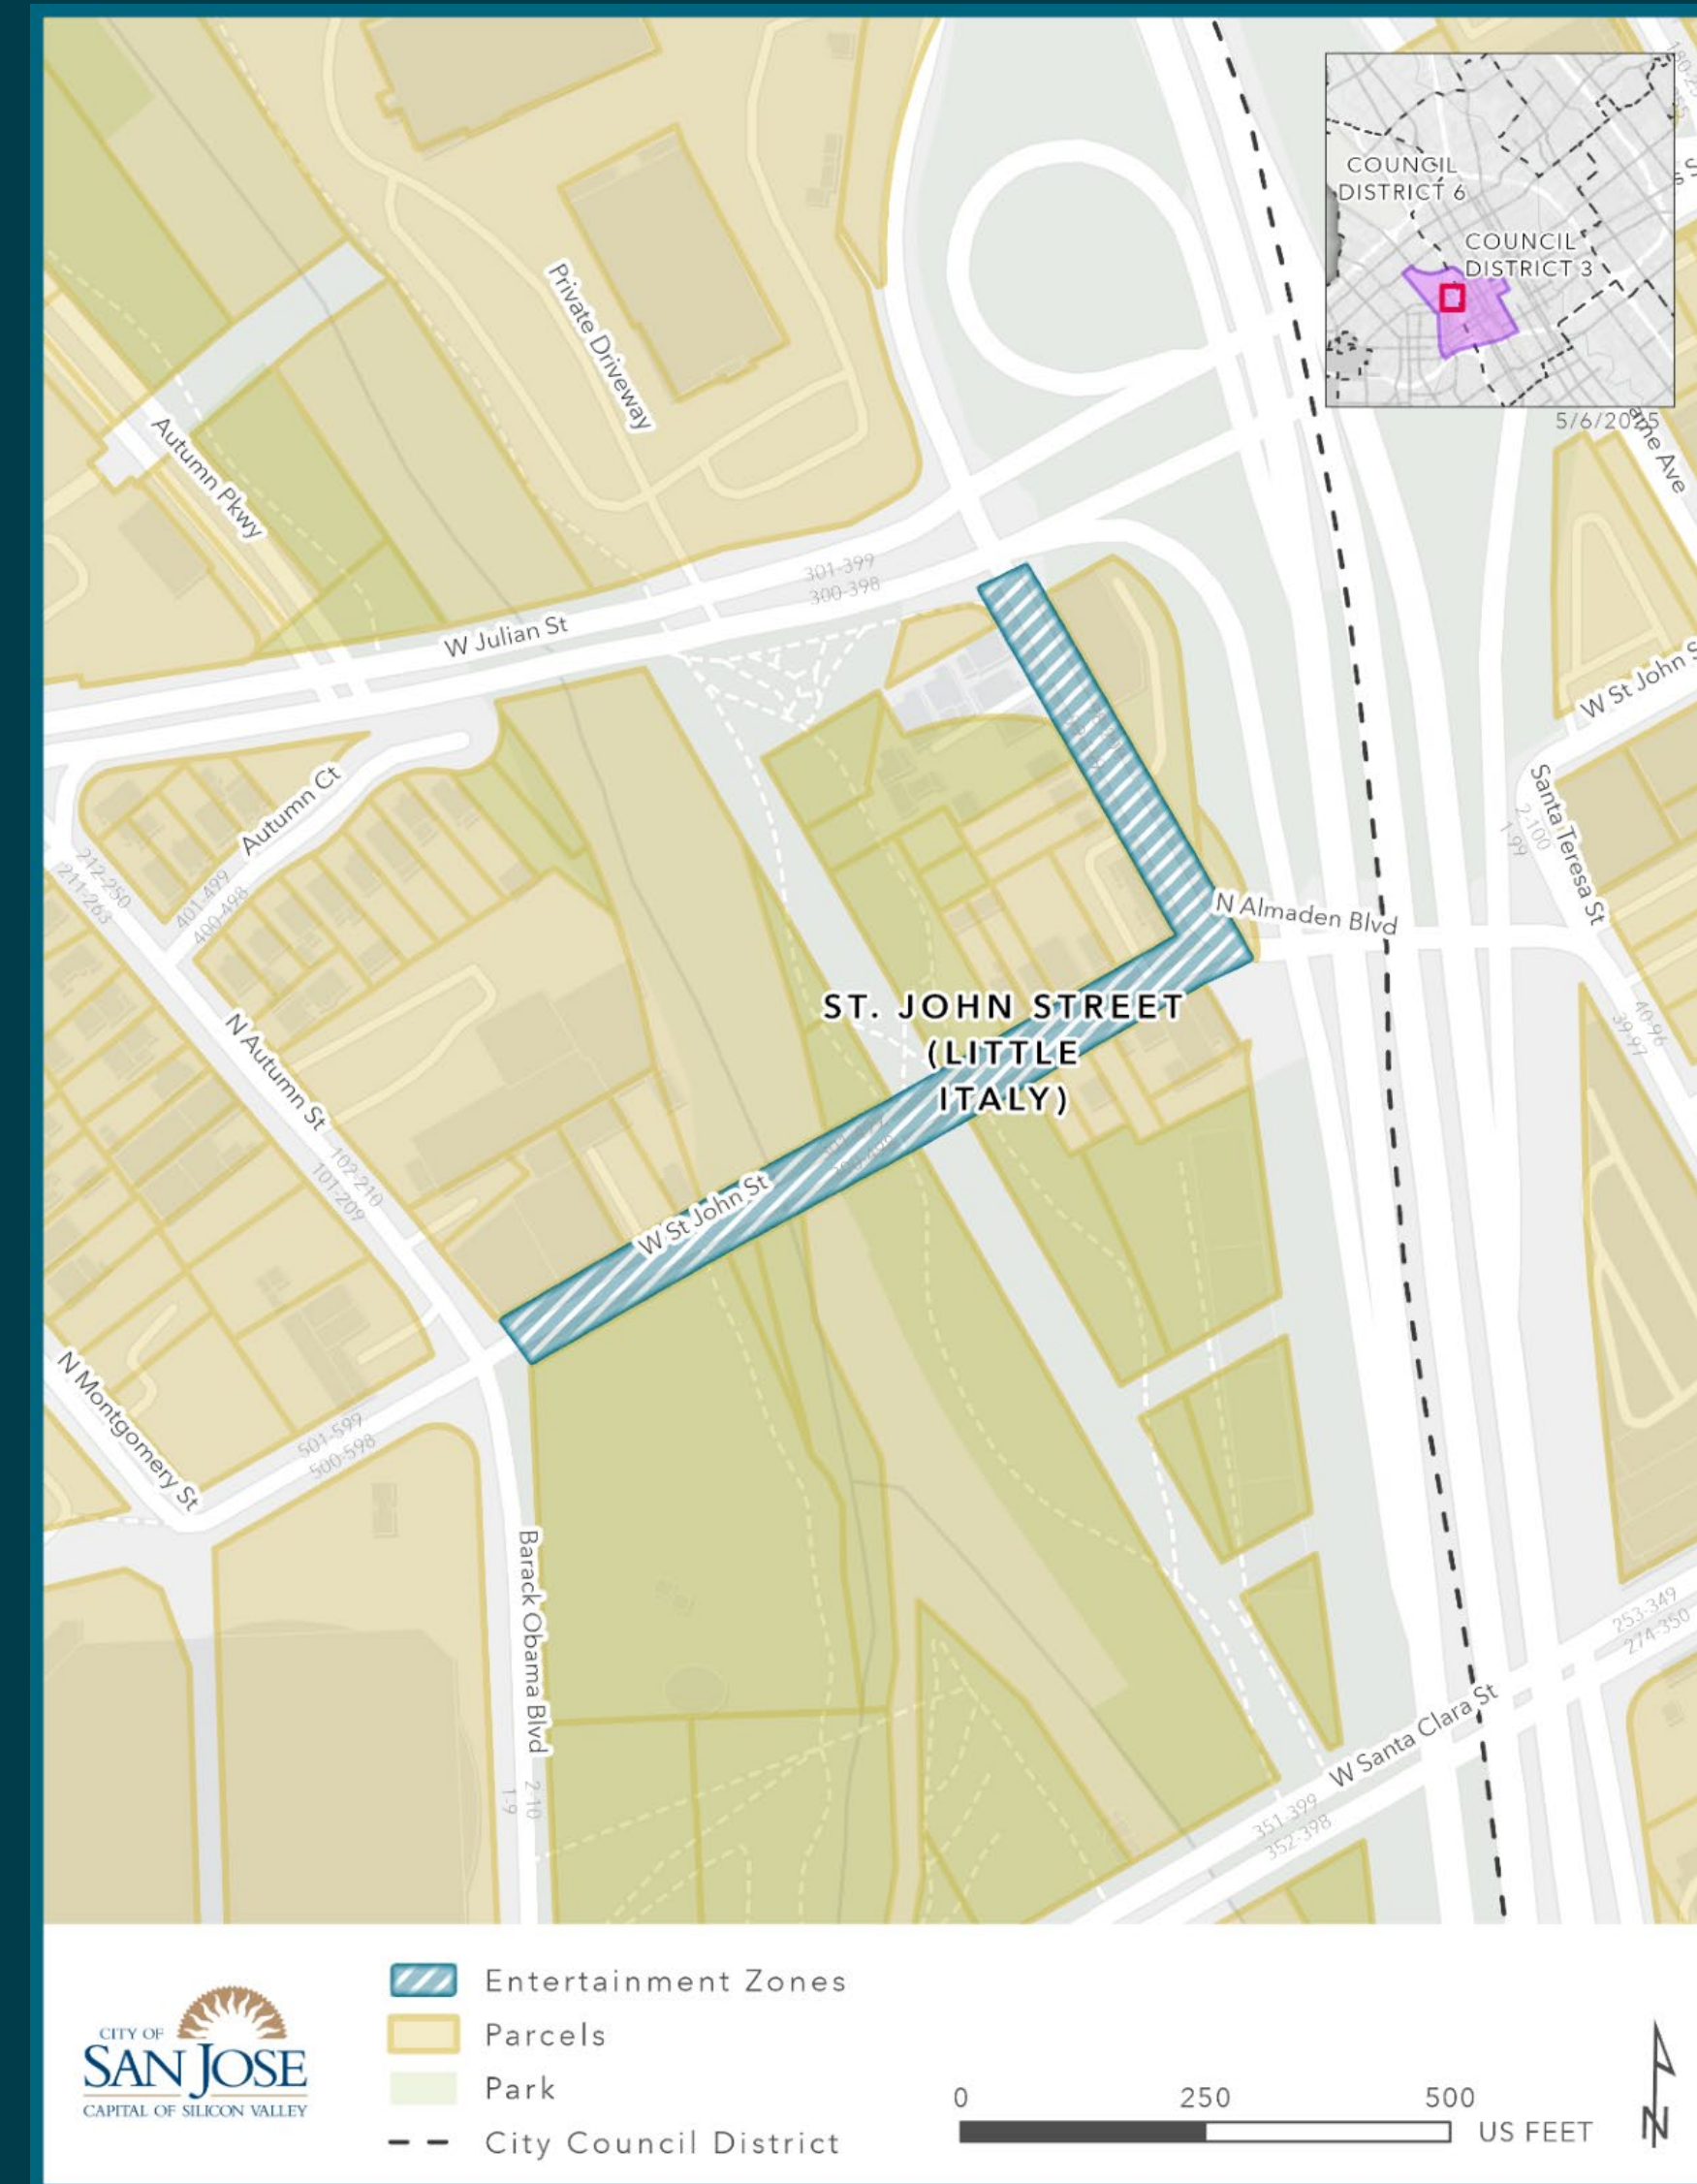 COUNCIL
DISTRICT 6
COUNCIL
DISTRICT 3
5/6/2025
Private Driveway
Autumn Pkwy
301-399
300-398
W Julian St
W St John S
Autumn Ct
Santa Teresa St
2-100
1-99
212-250
211-263
401-499
400-498
N Almaden Blvd
ST. JOHN STREET
(LITTLE
ITALY)
40-96
39-97
N Autumn St
102-210
101-209
W St John St
N Montgomery St
501-599
500-598
Barack Obama Blvd
2-10
1-9
253-349
274-350
W Santa Clara St
351-399
352-398
CITY OF
SAN JOSE
CAPITAL OF SILICON VALLEY
Entertainment Zones
Parcels
Park
City Council District
0 250 500
US FEET
N